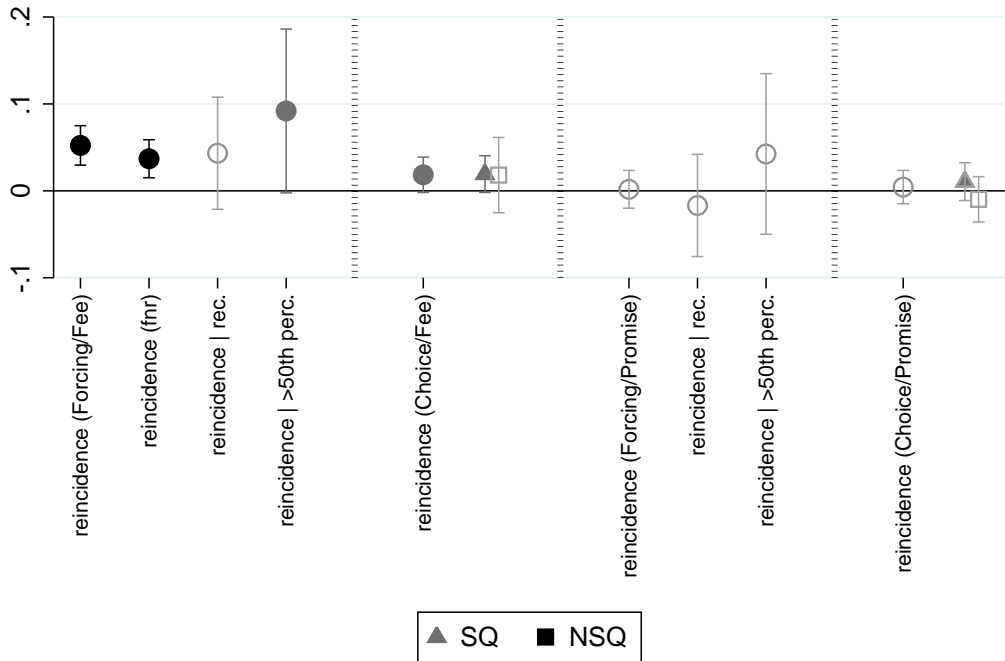 .2
.1
0
-.1
reincidence (Forcing/Fee)
reincidence (fnr)
reincidence | rec.
reincidence | >50th perc.
reincidence (Choice/Fee)
reincidence (Forcing/Promise)
reincidence | rec.
reincidence | >50th perc.
reincidence (Choice/Promise)
SQ NSQ